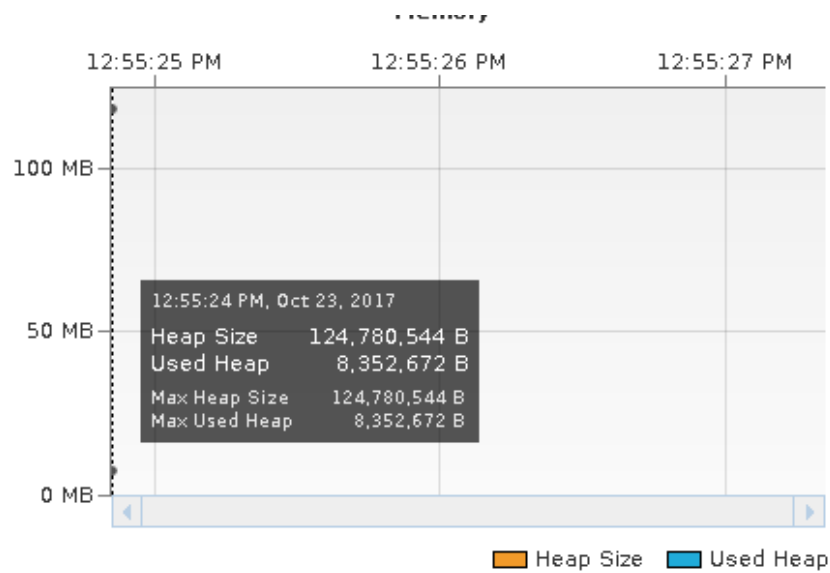 Memory
12:55:25 PM 12:55:26 PM 12:55:27 PM
100 MB
50 MB
0 MB
12:55:24 PM, Oct 23, 2017
Heap Size 124,780,544 B
Used Heap 8,352,672 B
Max Heap Size 124,780,544 B
Max Used Heap 8,352,672 B
Heap Size Used Heap